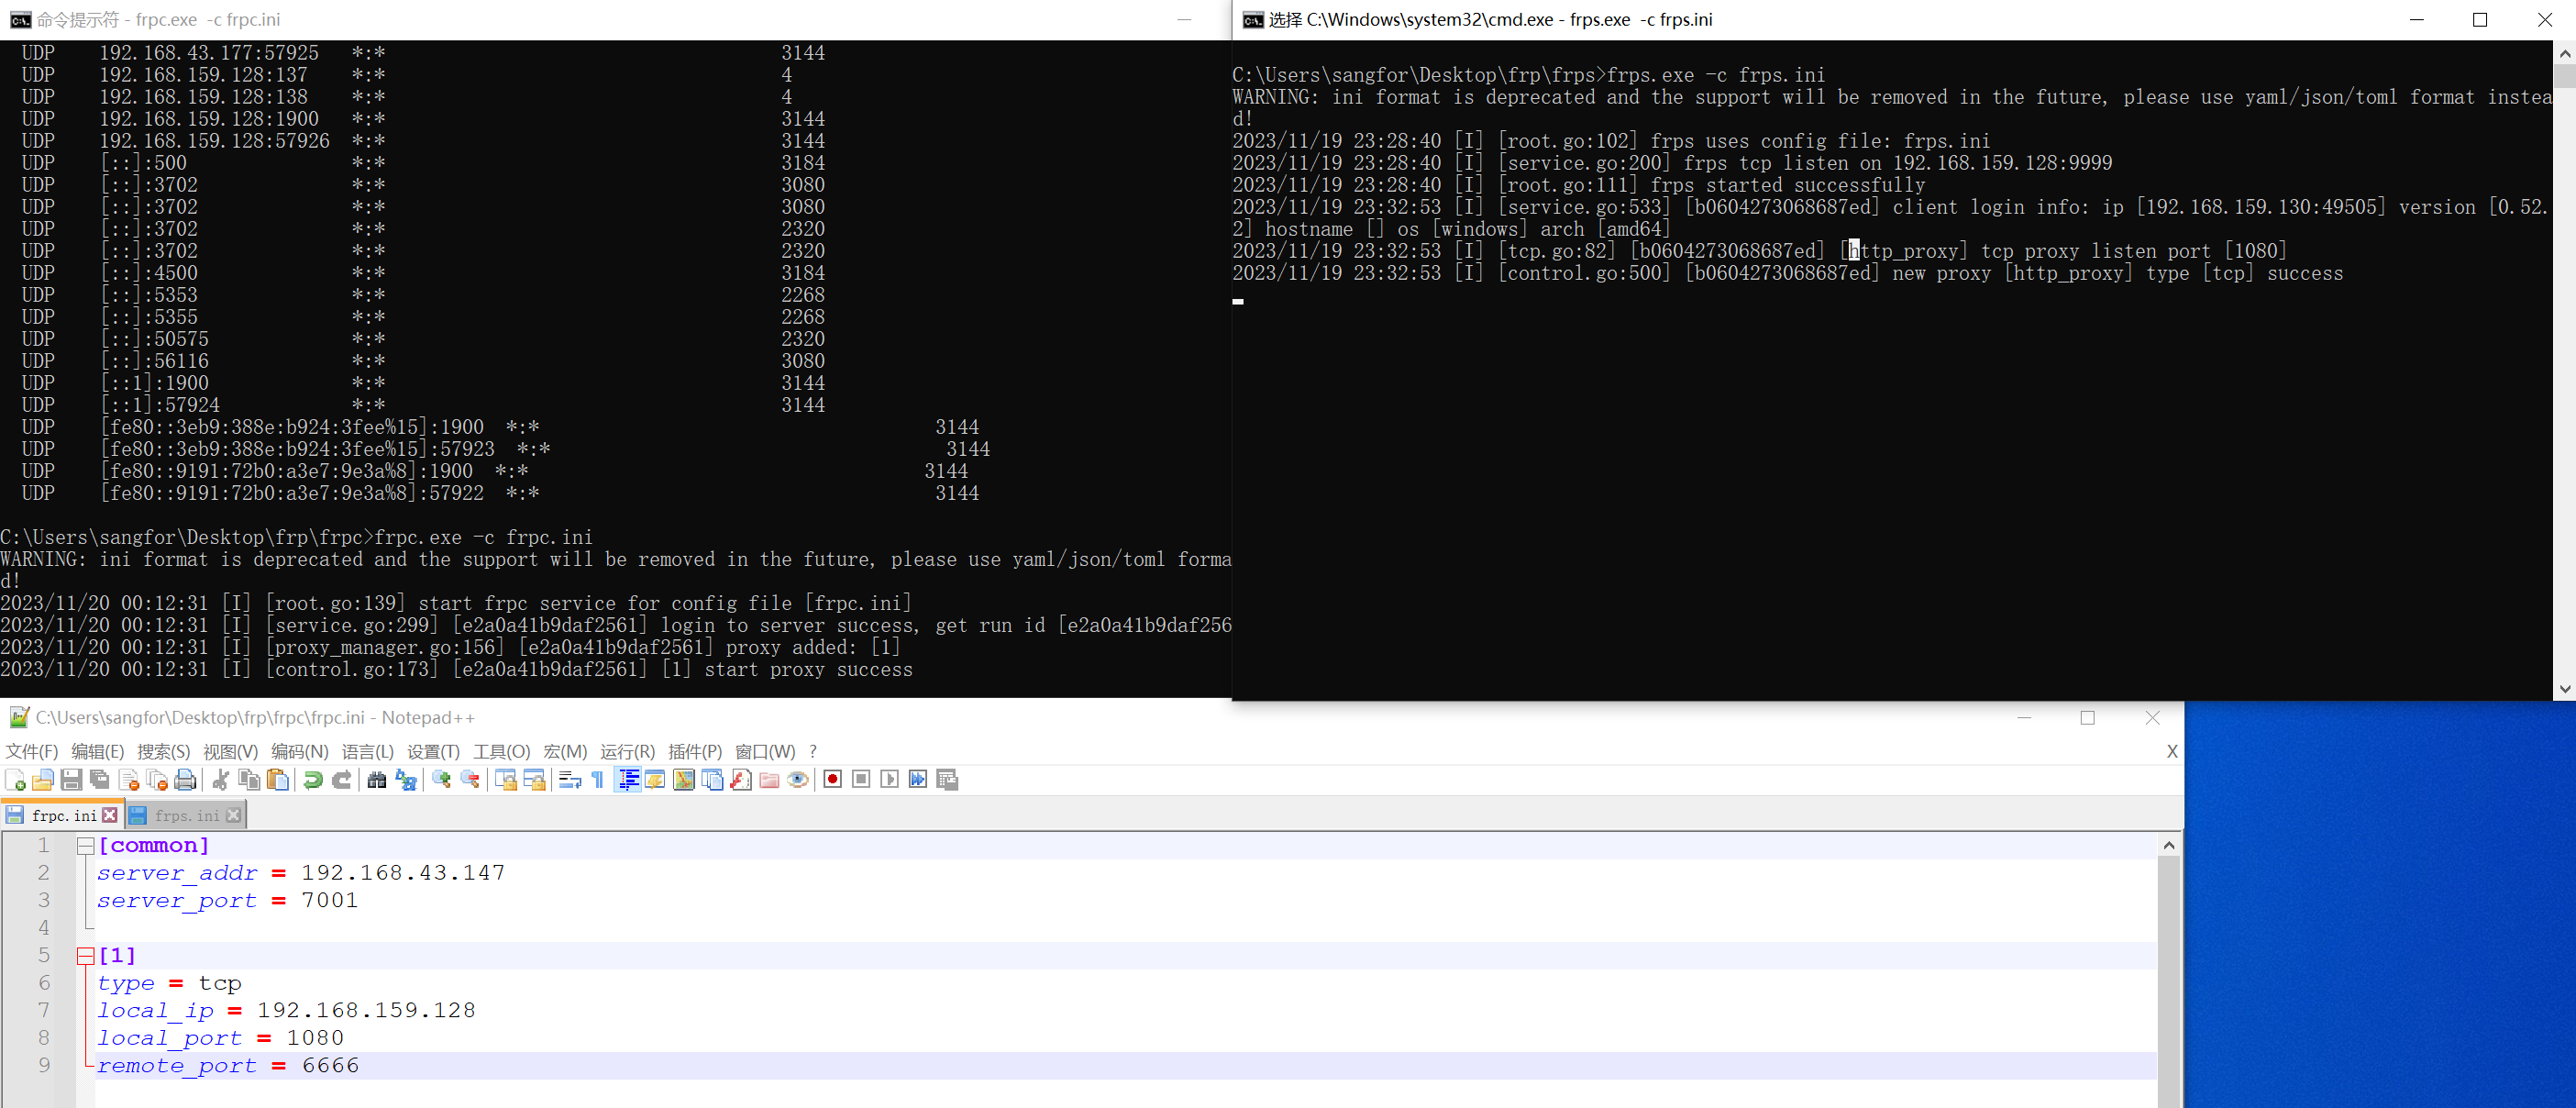 命令提示符 - frpc.exe  -c frpc.ini
UDP    192.168.43.177:57925   *:*                                    3144
UDP    192.168.159.128:137    *:*                                    4
UDP    192.168.159.128:138    *:*                                    4
UDP    192.168.159.128:1900   *:*                                    3144
UDP    192.168.159.128:57926  *:*                                    3144
UDP    [::]:500               *:*                                    3184
UDP    [::]:3702              *:*                                    3080
UDP    [::]:3702              *:*                                    3080
UDP    [::]:3702              *:*                                    2320
UDP    [::]:3702              *:*                                    2320
UDP    [::]:4500              *:*                                    3184
UDP    [::]:5353              *:*                                    2268
UDP    [::]:5355              *:*                                    2268
UDP    [::]:50575             *:*                                    2320
UDP    [::]:56116             *:*                                    3080
UDP    [::1]:1900             *:*                                    3144
UDP    [::1]:57924            *:*                                    3144
UDP    [fe80::3eb9:388e:b924:3fee%15]:1900  *:*                                    3144
UDP    [fe80::3eb9:388e:b924:3fee%15]:57923  *:*                                    3144
UDP    [fe80::9191:72b0:a3e7:9e3a%8]:1900  *:*                                    3144
UDP    [fe80::9191:72b0:a3e7:9e3a%8]:57922  *:*                                    3144
C:\Users\sangfor\Desktop\frp\frpc>frpc.exe -c frpc.ini
WARNING: ini format is deprecated and the support will be removed in the future, please use yaml/json/toml forma
d!
2023/11/20 00:12:31 [I] [root.go:139] start frpc service for config file [frpc.ini]
2023/11/20 00:12:31 [I] [service.go:299] [e2a0a41b9daf2561] login to server success, get run id [e2a0a41b9daf256
2023/11/20 00:12:31 [I] [proxy_manager.go:156] [e2a0a41b9daf2561] proxy added: [1]
2023/11/20 00:12:31 [I] [control.go:173] [e2a0a41b9daf2561] [1] start proxy success
选择 C:\Windows\system32\cmd.exe - frps.exe  -c frps.ini
C:\Users\sangfor\Desktop\frp\frps>frps.exe -c frps.ini
WARNING: ini format is deprecated and the support will be removed in the future, please use yaml/json/toml format instea
d!
2023/11/19 23:28:40 [I] [root.go:102] frps uses config file: frps.ini
2023/11/19 23:28:40 [I] [service.go:200] frps tcp listen on 192.168.159.128:9999
2023/11/19 23:28:40 [I] [root.go:111] frps started successfully
2023/11/19 23:32:53 [I] [service.go:533] [b0604273068687ed] client login info: ip [192.168.159.130:49505] version [0.52.
2] hostname [] os [windows] arch [amd64]
2023/11/19 23:32:53 [I] [tcp.go:82] [b0604273068687ed] [http_proxy] tcp proxy listen port [1080]
2023/11/19 23:32:53 [I] [control.go:500] [b0604273068687ed] new proxy [http_proxy] type [tcp] success
C:\Users\sangfor\Desktop\frp\frpc\frpc.ini - Notepad++
文件(F) 编辑(E) 搜索(S) 视图(V) 编码(N) 语言(L) 设置(T) 工具(O) 宏(M) 运行(R) 插件(P) 窗口(W) ? X
frpc.ini frps.ini
1 [common]
2 server_addr = 192.168.43.147
3 server_port = 7001
4
5 [1]
6 type = tcp
7 local_ip = 192.168.159.128
8 local_port = 1080
9 remote_port = 6666